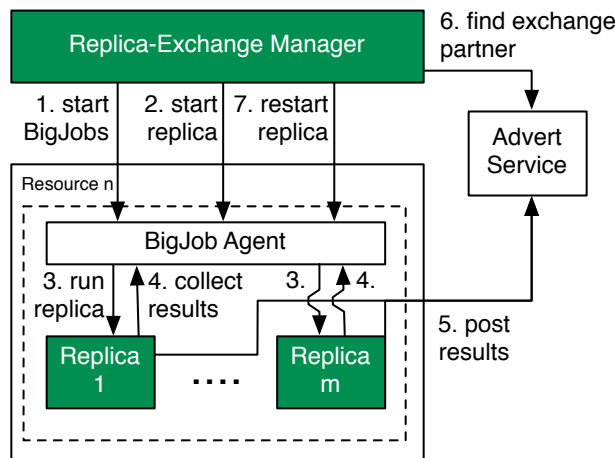 Replica-Exchange Manager
6. find exchange
partner
1. start
BigJobs
2. start
replica
7. restart
replica
Advert
Service
Resource n
BigJob Agent
3. run
replica
4. collect
results
3.
4.
5. post
results
Replica
1
....
Replica
m